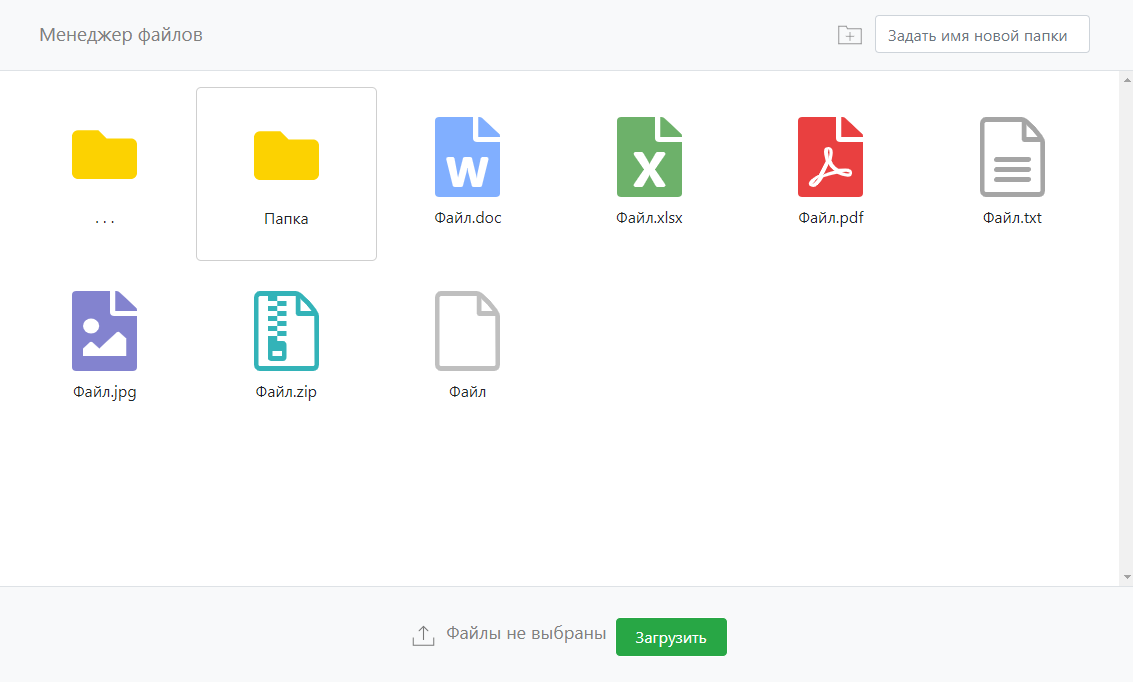 Менеджер файлов
Задать имя новой папки
. . .
Папка
W
Файл.doc
X
Файл.xlsx
Файл.pdf
Файл.txt
Файл.jpg
Файл.zip
Файл
Файлы не выбраны
Загрузить